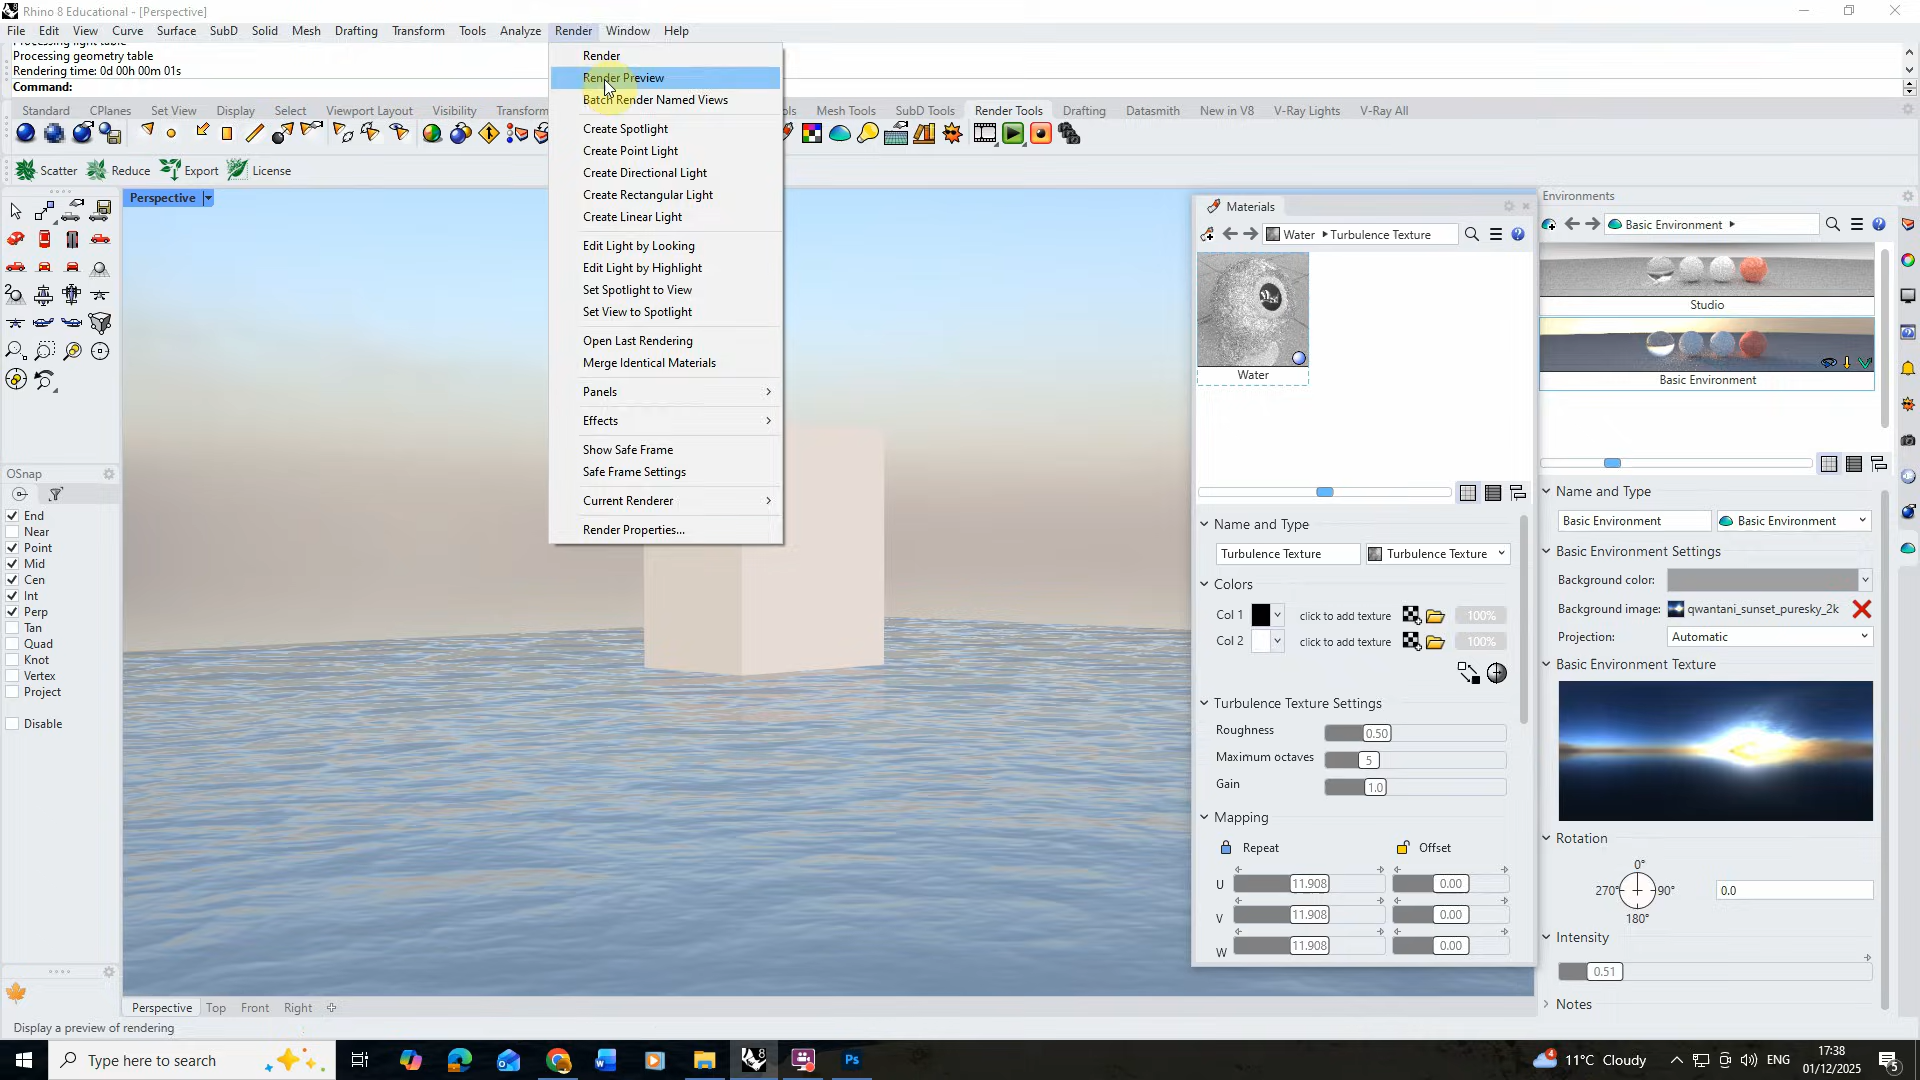 Rhino 8 Educational - [Perspective]
File Edit View Curve Surface SubD Solid Mesh Drafting Transform Tools Analyze Render Window Help
Processing light table
Processing geometry table
Rendering time: 0d 00h 00m 01s
Command:
Standard CPlanes Set View Display Select Viewport Layout Visibility Transform Mesh Tools SubD Tools Render Tools Drafting Datasmith New in V8 V-Ray Lights V-Ray All
Scatter Reduce Export License
Render
Render Preview
Batch Render Named Views
Create Spotlight
Create Point Light
Create Directional Light
Create Rectangular Light
Create Linear Light
Edit Light by Looking
Edit Light by Highlight
Set Spotlight to View
Set View to Spotlight
Open Last Rendering
Merge Identical Materials
Panels
Effects
Show Safe Frame
Safe Frame Settings
Current Renderer
Render Properties...
Perspective
OSnap
End
Near
Point
Mid
Cen
Int
Perp
Tan
Quad
Knot
Vertex
Project
Disable
Materials
Water Turbulence Texture
Water
Name and Type
Turbulence Texture Turbulence Texture
Colors
Col 1 click to add texture 100%
Col 2 click to add texture 100%
Turbulence Texture Settings
Roughness 0.50
Maximum octaves 5
Gain 1.0
Mapping
Repeat Offset
U 11.908 0.00
V 11.908 0.00
W 11.908 0.00
Environments
Basic Environment
Studio
Basic Environment
Name and Type
Basic Environment Basic Environment
Basic Environment Settings
Background color:
Background image: qwantani_sunset_puresky_2k
Projection: Automatic
Basic Environment Texture
Rotation
0°
270° 90° 0.0
180°
Intensity
0.51
Notes
Perspective Top Front Right
Display a preview of rendering
Type here to search
11°C Cloudy
ENG
17:38
01/12/2025